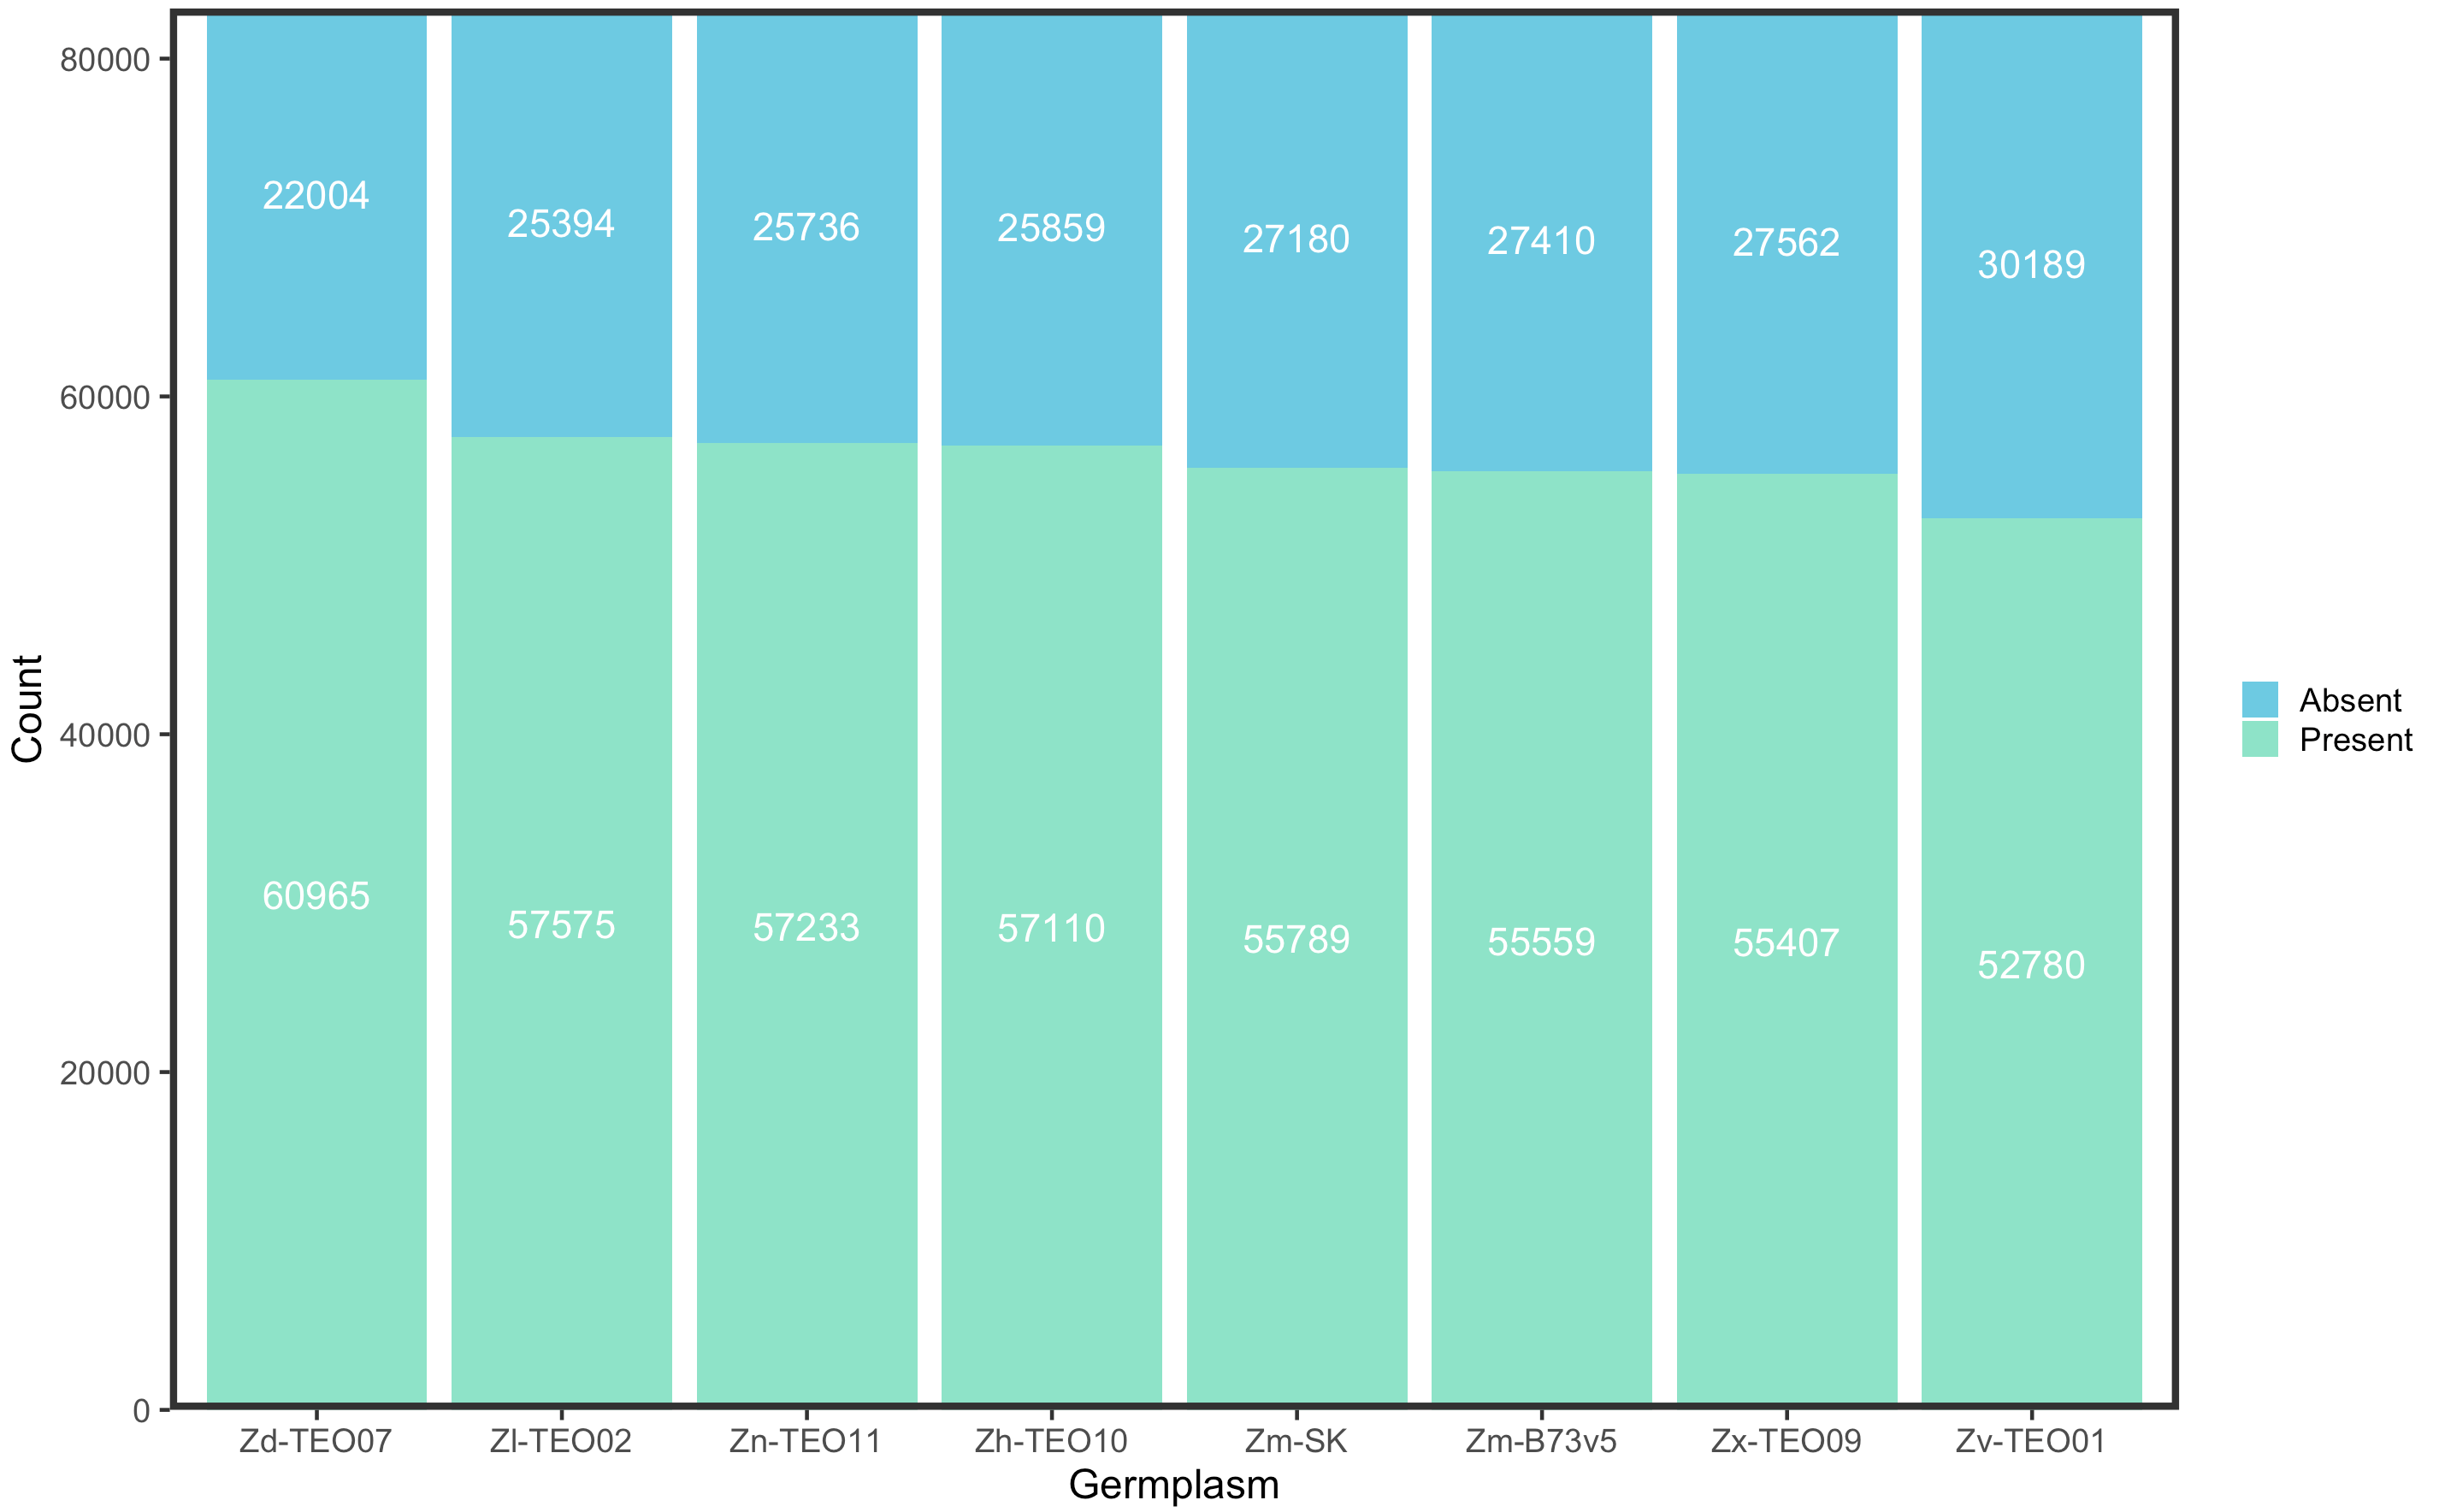 80000
60000
40000
20000
0
Count
22004
25394
25736
25859
27180
27410
27562
30189
60965
57575
57233
57110
55789
55559
55407
52780
Absent
Present
Zd-TEO07
Zl-TEO02
Zn-TEO11
Zh-TEO10
Zm-SK
Zm-B73v5
Zx-TEO09
Zv-TEO01
Germplasm